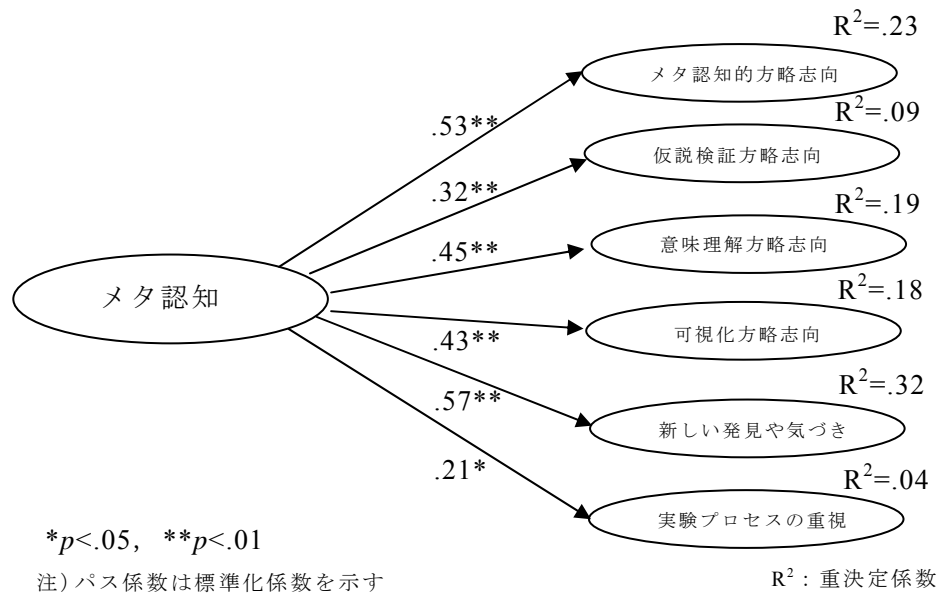 R²=.23
メタ認知的方略志向
.53**
R²=.09
仮説検証方略志向
.32**
R²=.19
意味理解方略志向
.45**
メタ認知
R²=.18
可視化方略志向
.43**
R²=.32
新しい発見や気づき
.57**
R²=.04
実験プロセスの重視
.21*
*p<.05, **p<.01
注)パス係数は標準化係数を示す
R²：重決定係数